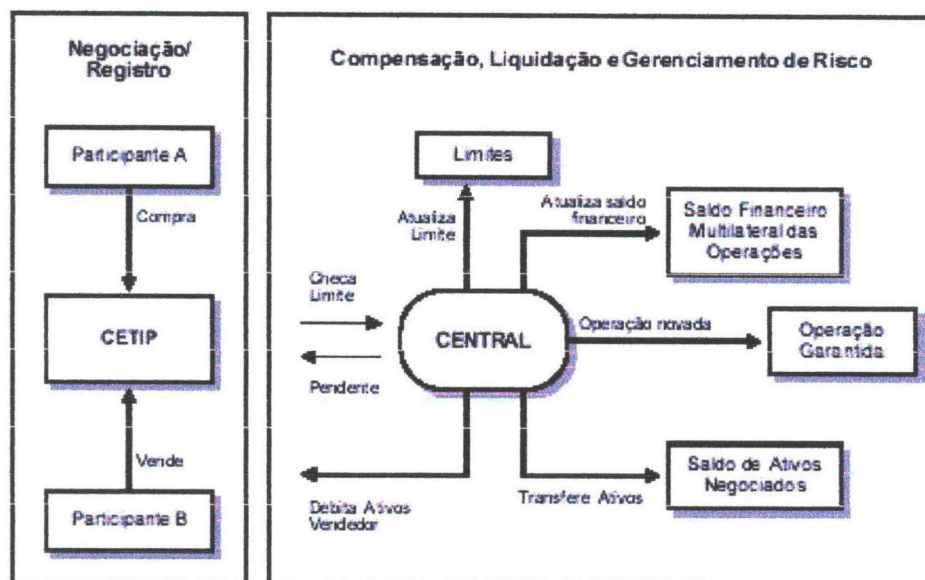 Negociação/
Registro
Participante A
Compra
CETIP
Vende
Participante B
Compensação, Liquidação e Gerenciamento de Risco
Limites
Atualiza
Limite
Atualiza saldo
financeiro
Saldo Financeiro
Multilateral das
Operações
Checa
Limite
CENTRAL
Operação novada
Operação
Garantida
Pendente
Debita Ativos
Vendedor
Transfere Ativos
Saldo de Ativos
Negociados